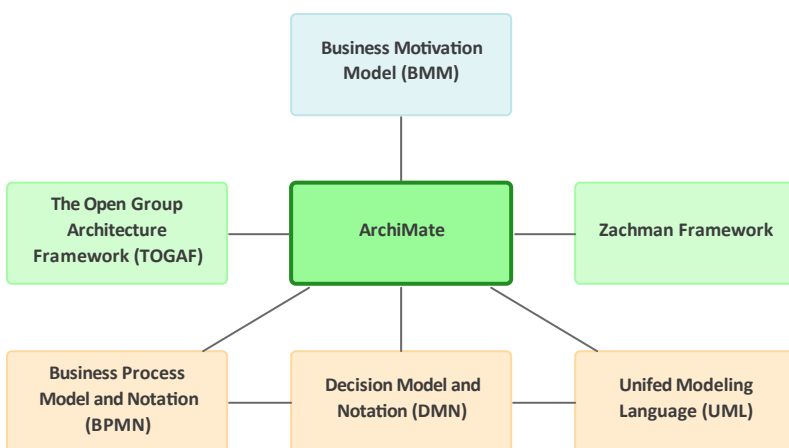 Business Motivation
Model (BMM)
The Open Group
Architecture
Framework (TOGAF)
ArchiMate
Zachman Framework
Business Process
Model and Notation
(BPMN)
Decision Model and
Notation (DMN)
Unifed Modeling
Language (UML)